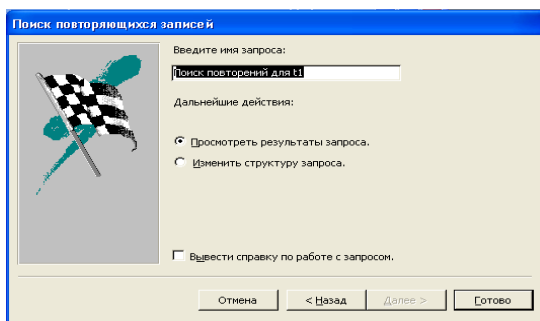 Поиск повторяющихся записей
Введите имя запроса:
Поиск повторений для t1
Дальнейшие действия:
Просмотреть результаты запроса.
Изменить структуру запроса.
Вывести справку по работе с запросом.
Отмена
< Назад
Далее >
Готово